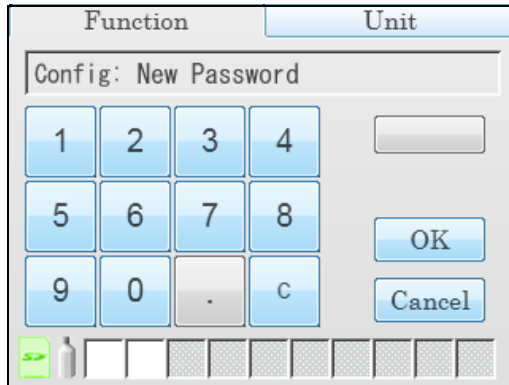 Function Unit
Config: New Password
1 2 3 4
5 6 7 8 OK
9 0 . C Cancel